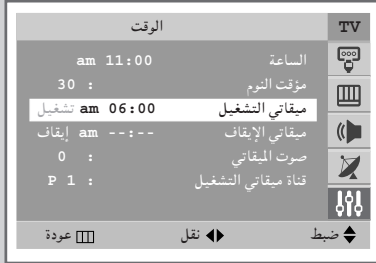 الوقت TV
الساعة am 11:00
مؤقت النوم : 30
ميقاتي التشغيل am 06:00 تشغيل
ميقاتي الإيقاف am --:-- إيقاف
صوت الميقاتي : 0
قناة ميقاتي التشغيل : P 1
ضبط نقل عودة